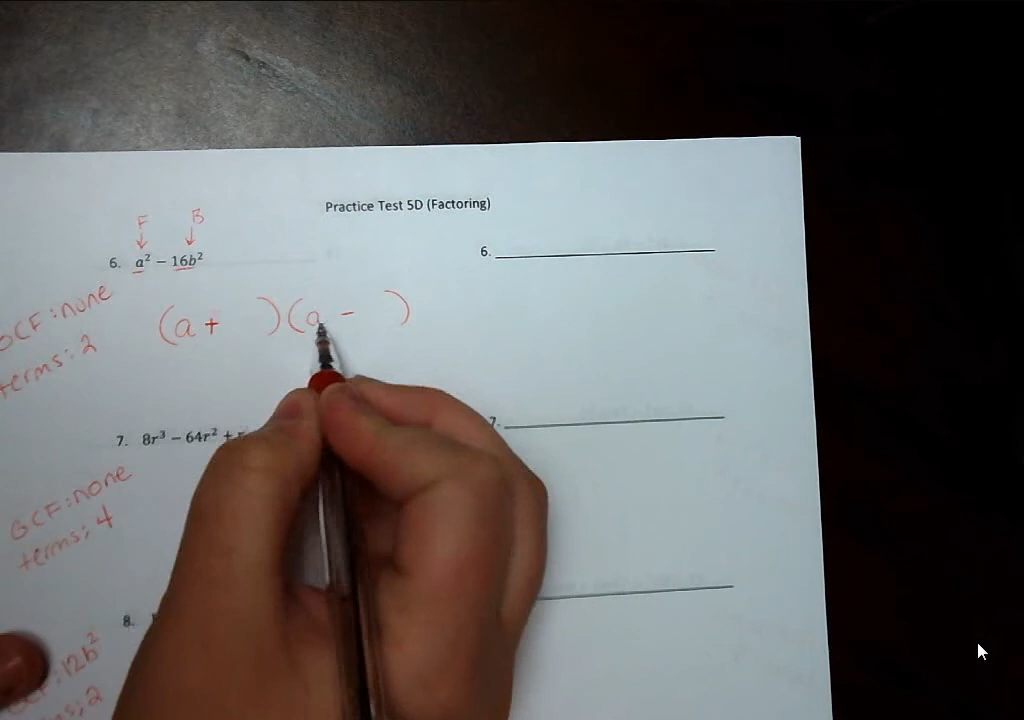 Practice Test 5D (Factoring)
F B
6. a² − 16b² 6.
GCF: none
terms: 2
(a + )(a − )
7. 8r³ − 64r² + 7.
GCF: none
terms: 4
8.
12b²
2